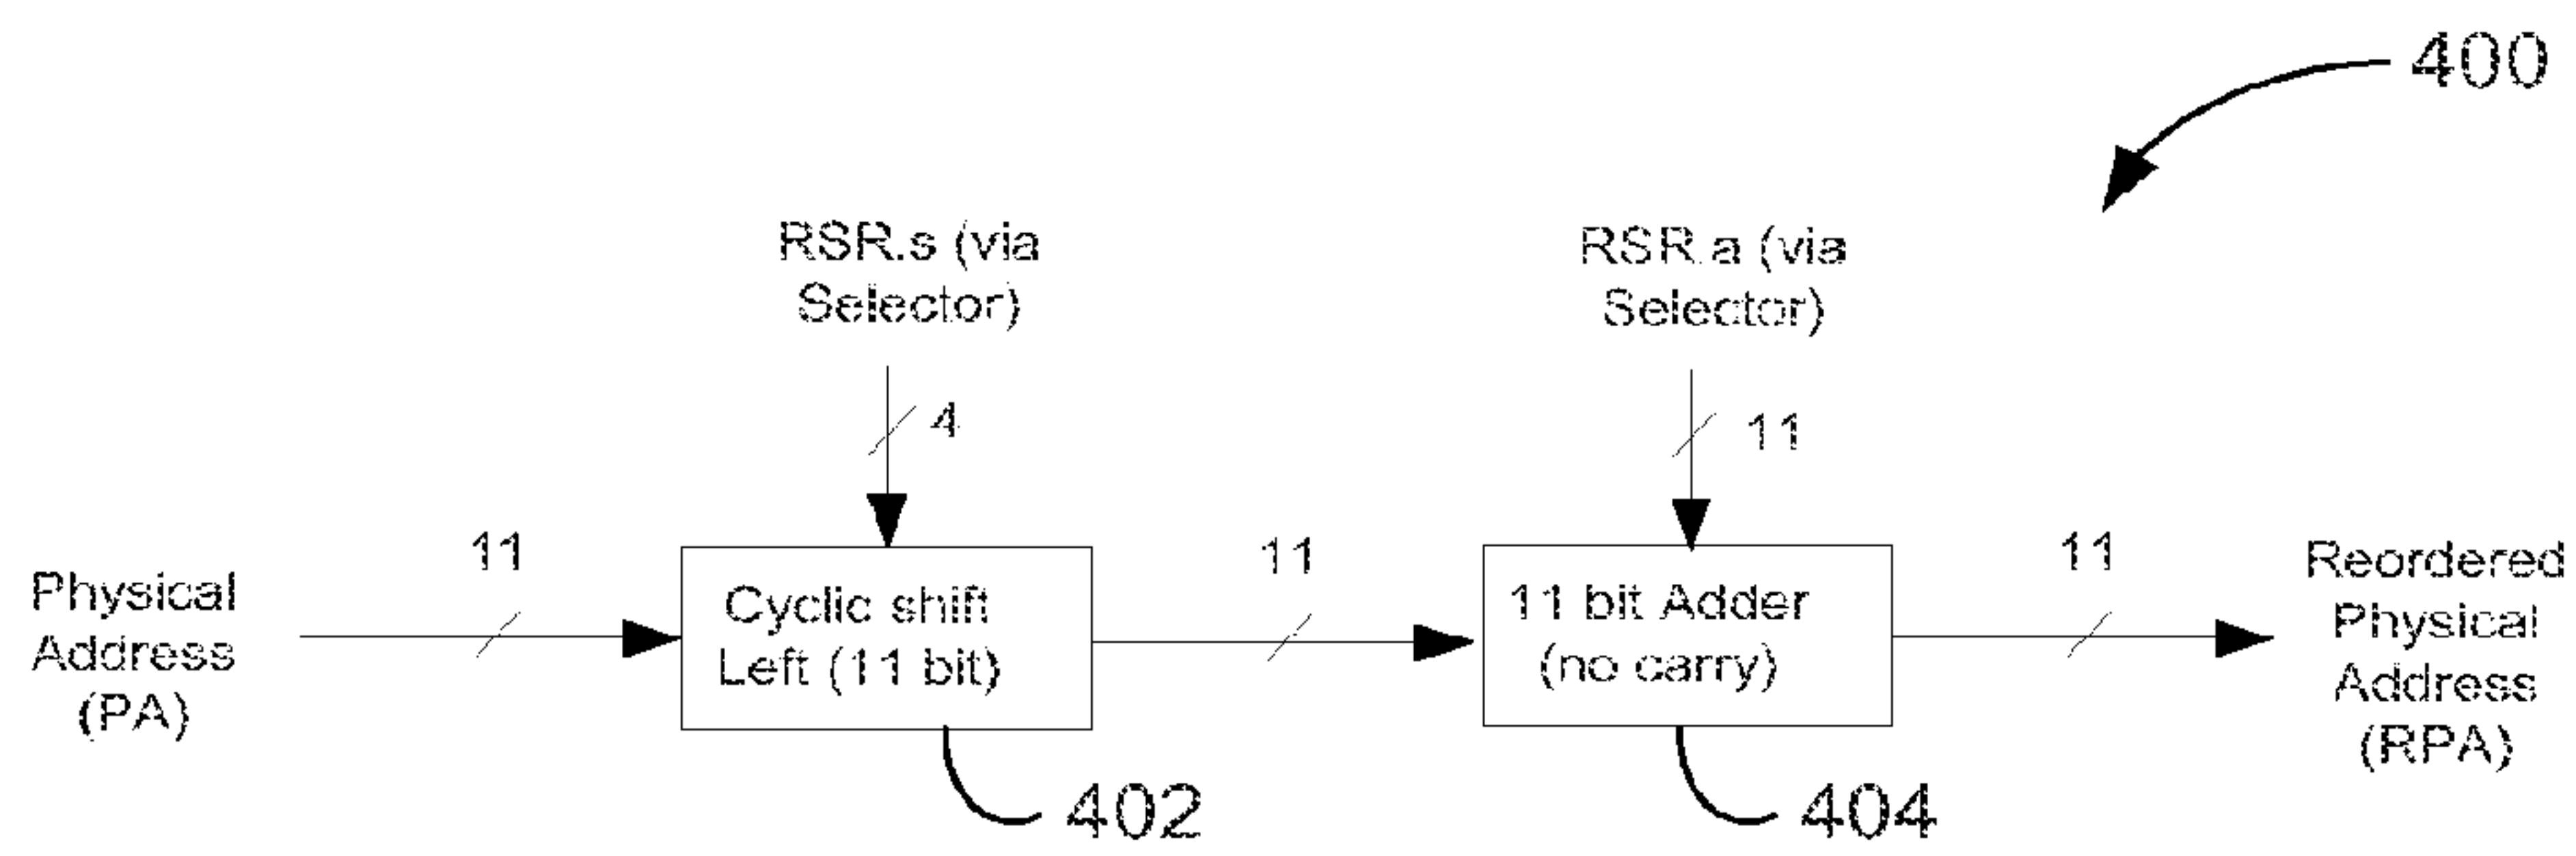 400
RSR.s (via
Selector)
RSR.a (via
Selector)
4
11
11
11
11
Physical
Address
(PA)
Cyclic shift
Left (11 bit)
11 bit Adder
(no carry)
Reordered
Physical
Address
(RPA)
402
404